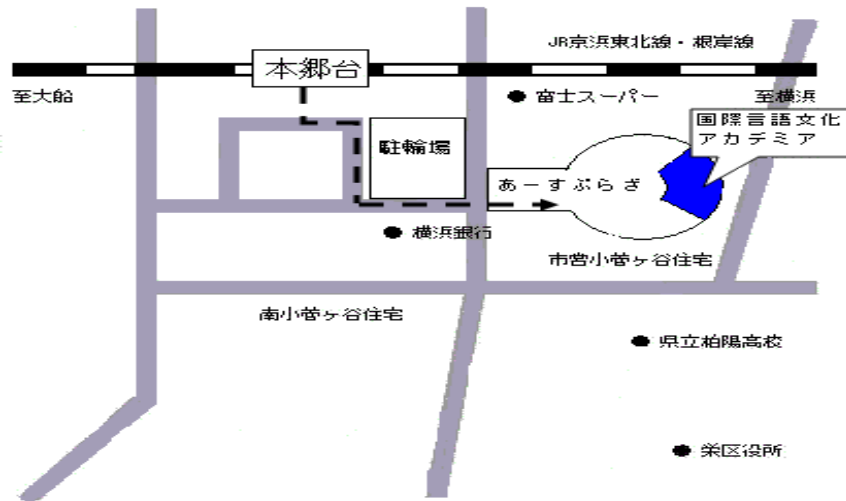 JR京浜東北線・根岸線
本郷台
至大船
富士スーパー
至横浜
国際言語文化
アカデミア
駐輪場
あーすぷらざ
横浜銀行
市営小菅ヶ谷住宅
南小菅ヶ谷住宅
県立柏陽高校
栄区役所